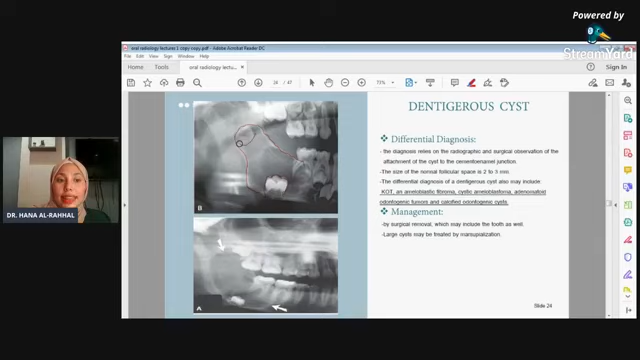 Powered by
StreamYard
oral radiology lectures 1 copy copy.pdf - Adobe Acrobat Reader DC
File Edit View Sign Window Help
Home Tools oral radiology lectu... × Sign In
24 / 47 73%
DENTIGEROUS CYST
Differential Diagnosis:
- the diagnosis relies on the radiographic and surgical observation of the
attachment of the cyst to the cementoenamel junction.
- The size of the normal follicular space is 2 to 3 mm
- The differential diagnosis of a dentigerous cyst also may include:
KOT, an ameloblastic fibroma, cystic ameloblastoma, adenomatoid
odontogenic tumors and calcified odontogenic cysts.
Management:
- by surgical removal, which may include the tooth as well.
- Large cysts may be treated by marsupialization.
Slide 24
B
A
DR. HANA AL-RAHHAL